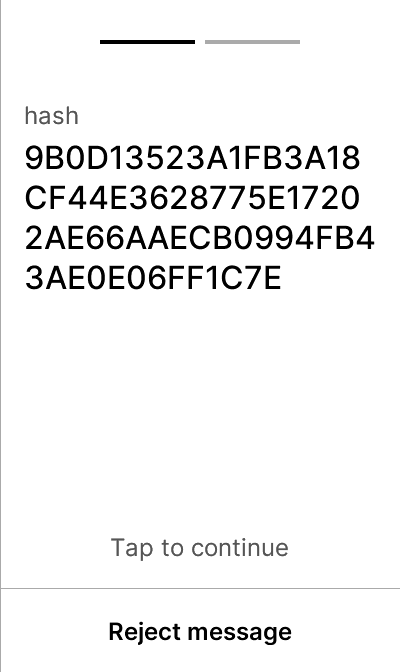 hash
9B0D13523A1FB3A18
CF44E3628775E1720
2AE66AAECB0994FB4
3AE0E06FF1C7E
Tap to continue
Reject message